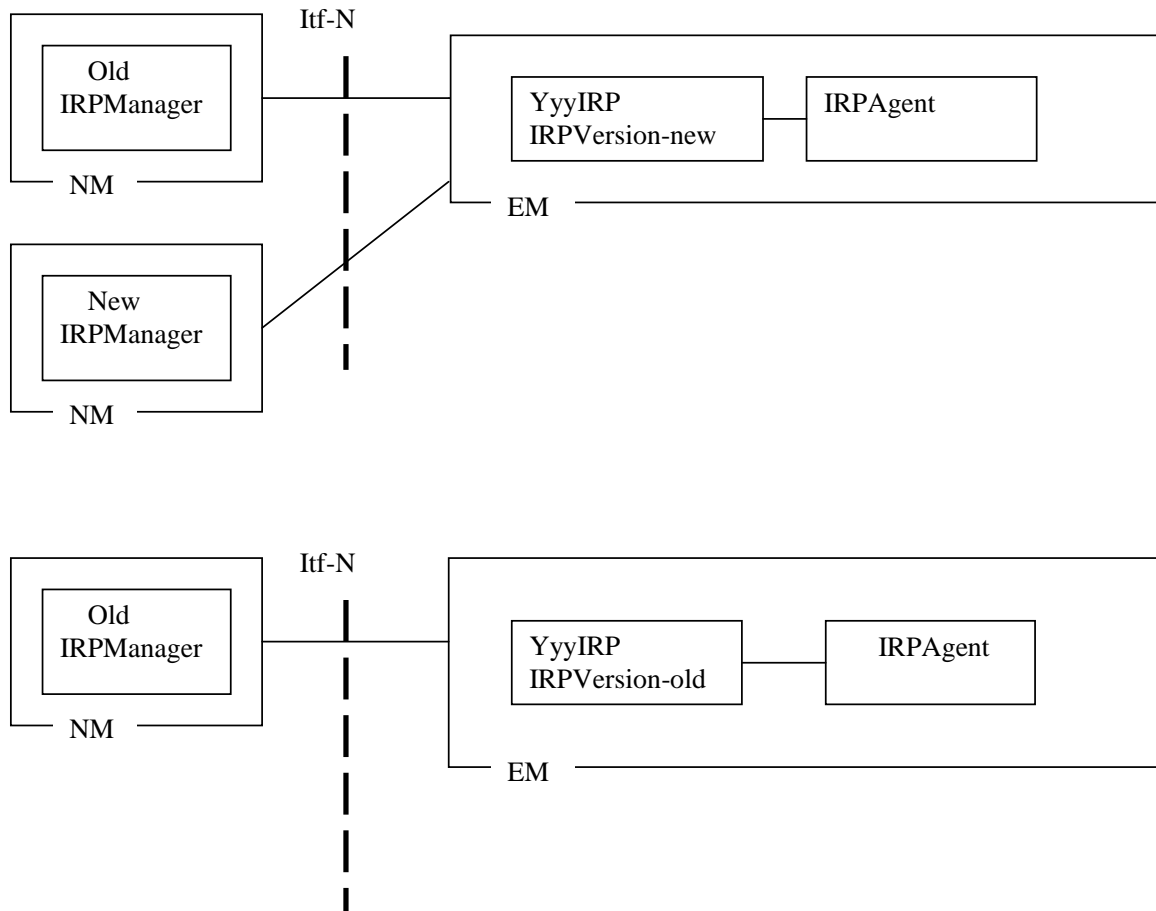 Itf-N
Old
IRPManager
NM
YyyIRP
IRPVersion-new
IRPAgent
EM
New
IRPManager
NM
Itf-N
Old
IRPManager
NM
YyyIRP
IRPVersion-old
IRPAgent
EM